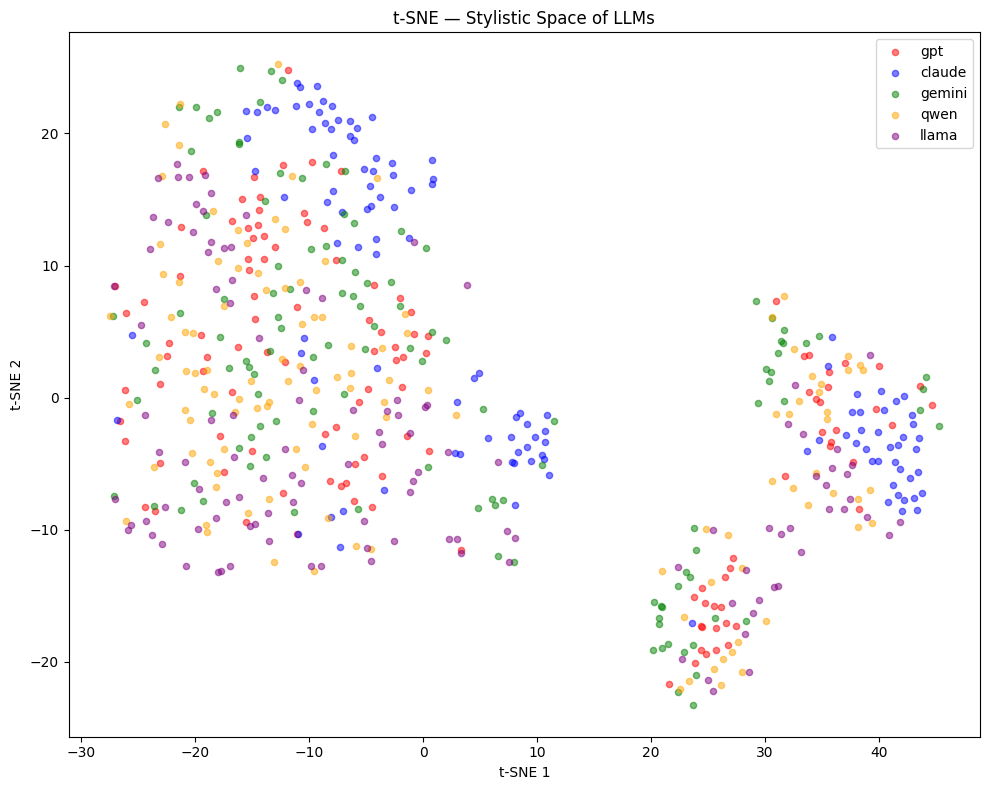 t-SNE — Stylistic Space of LLMs
gpt
claude
gemini
qwen
llama
20
10
0
−10
−20
t-SNE 2
−30
−20
−10
0
10
20
30
40
t-SNE 1